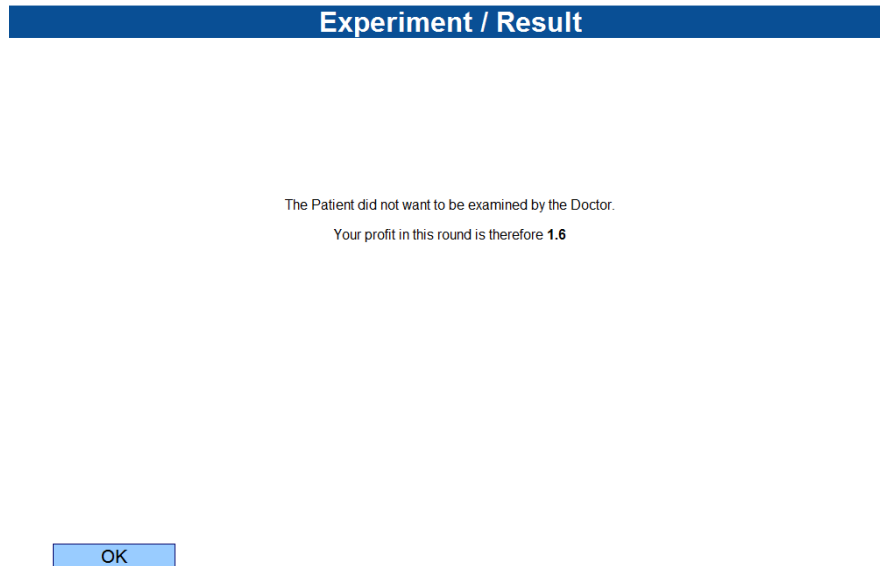 Experiment / Result
The Patient did not want to be examined by the Doctor.
Your profit in this round is therefore 1.6
OK